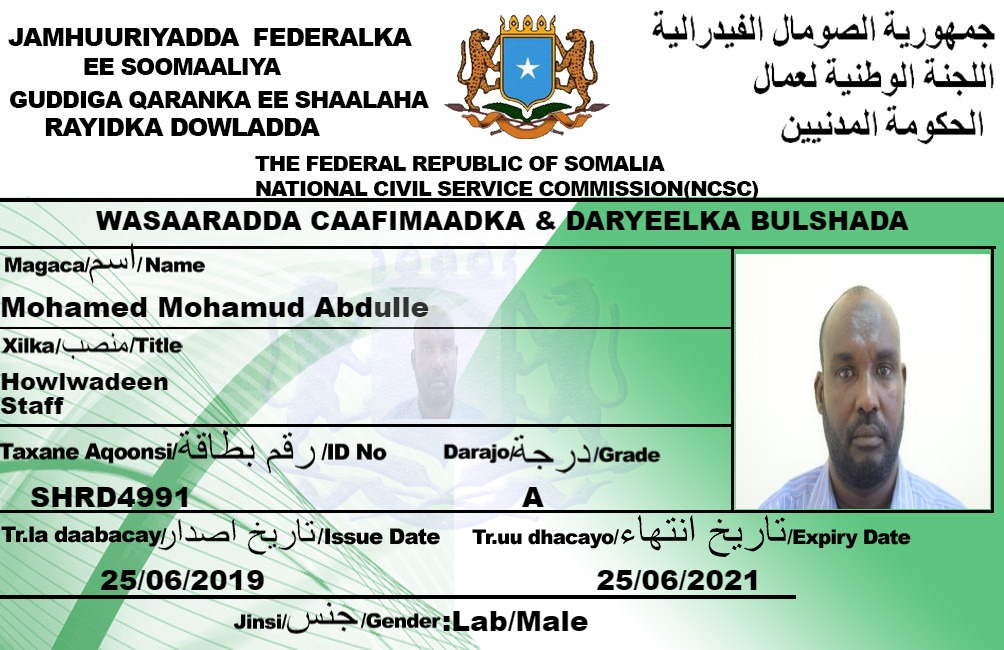 JAMHUURIYADDA FEDERALKA
EE SOOMAALIYA
GUDDIGA QARANKA EE SHAALAHA
RAYIDKA DOWLADDA
جمهورية الصومال الفيدرالية
اللجنة الوطنية لعمال
الحكومة المدنيين
THE FEDERAL REPUBLIC OF SOMALIA
NATIONAL CIVIL SERVICE COMMISSION(NCSC)
WASAARADDA CAAFIMAADKA & DARYEELKA BULSHADA
Magaca/اسم/Name
Mohamed Mohamud Abdulle
Xilka/منصب/Title
Howlwadeen
Staff
Taxane Aqoonsi/رقم بطاقة/ID No
SHRD4991
Darajo/درجة/Grade
A
Tr.la daabacay/تاريخ اصدار/Issue Date
25/06/2019
Tr.uu dhacayo/تاريخ انتهاء/Expiry Date
25/06/2021
Jinsi/جنس/Gender:Lab/Male